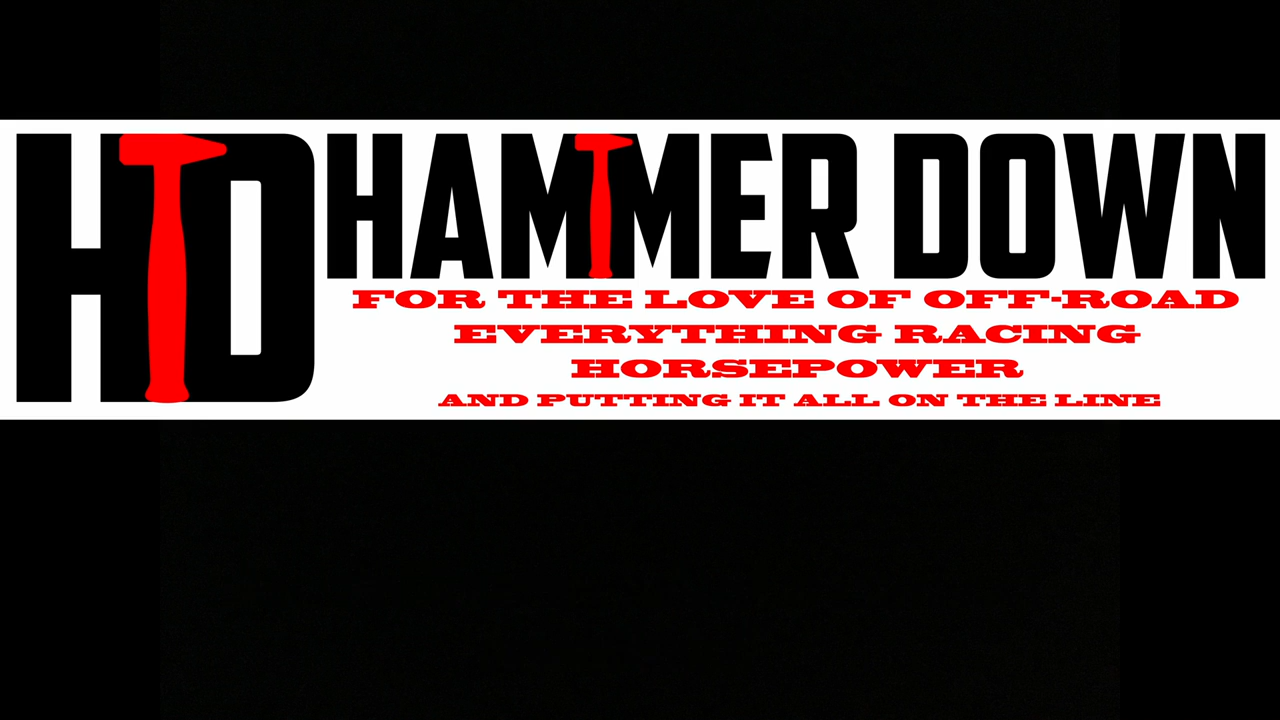 HD HAMMER DOWN
FOR THE LOVE OF OFF-ROAD
EVERYTHING RACING
HORSEPOWER
AND PUTTING IT ALL ON THE LINE